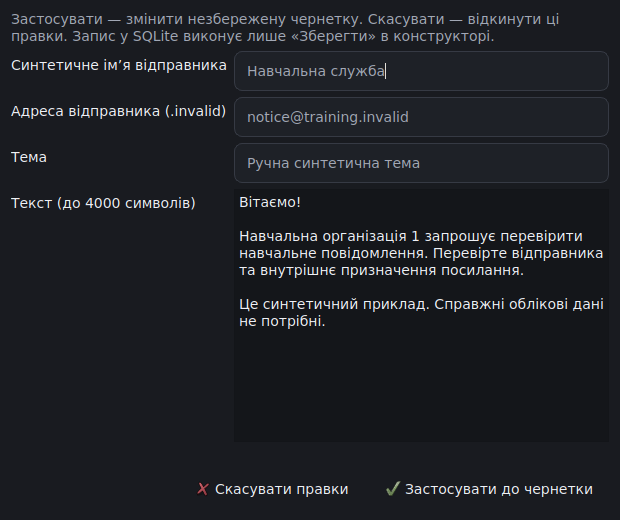 Застосувати — змінити незбережену чернетку. Скасувати — відкинути ці
правки. Запис у SQLite виконує лише «Зберегти» в конструкторі.
Синтетичне ім’я відправника
Навчальна служба
Адреса відправника (.invalid)
notice@training.invalid
Тема
Ручна синтетична тема
Текст (до 4000 символів)
Вітаємо!
Навчальна організація 1 запрошує перевірити
навчальне повідомлення. Перевірте відправника
та внутрішнє призначення посилання.
Це синтетичний приклад. Справжні облікові дані
не потрібні.
Скасувати правки
Застосувати до чернетки